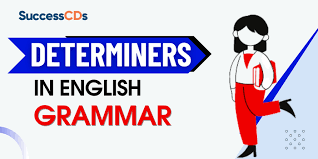 SuccessCDs
DETERMINERS
IN ENGLISH
GRAMMAR